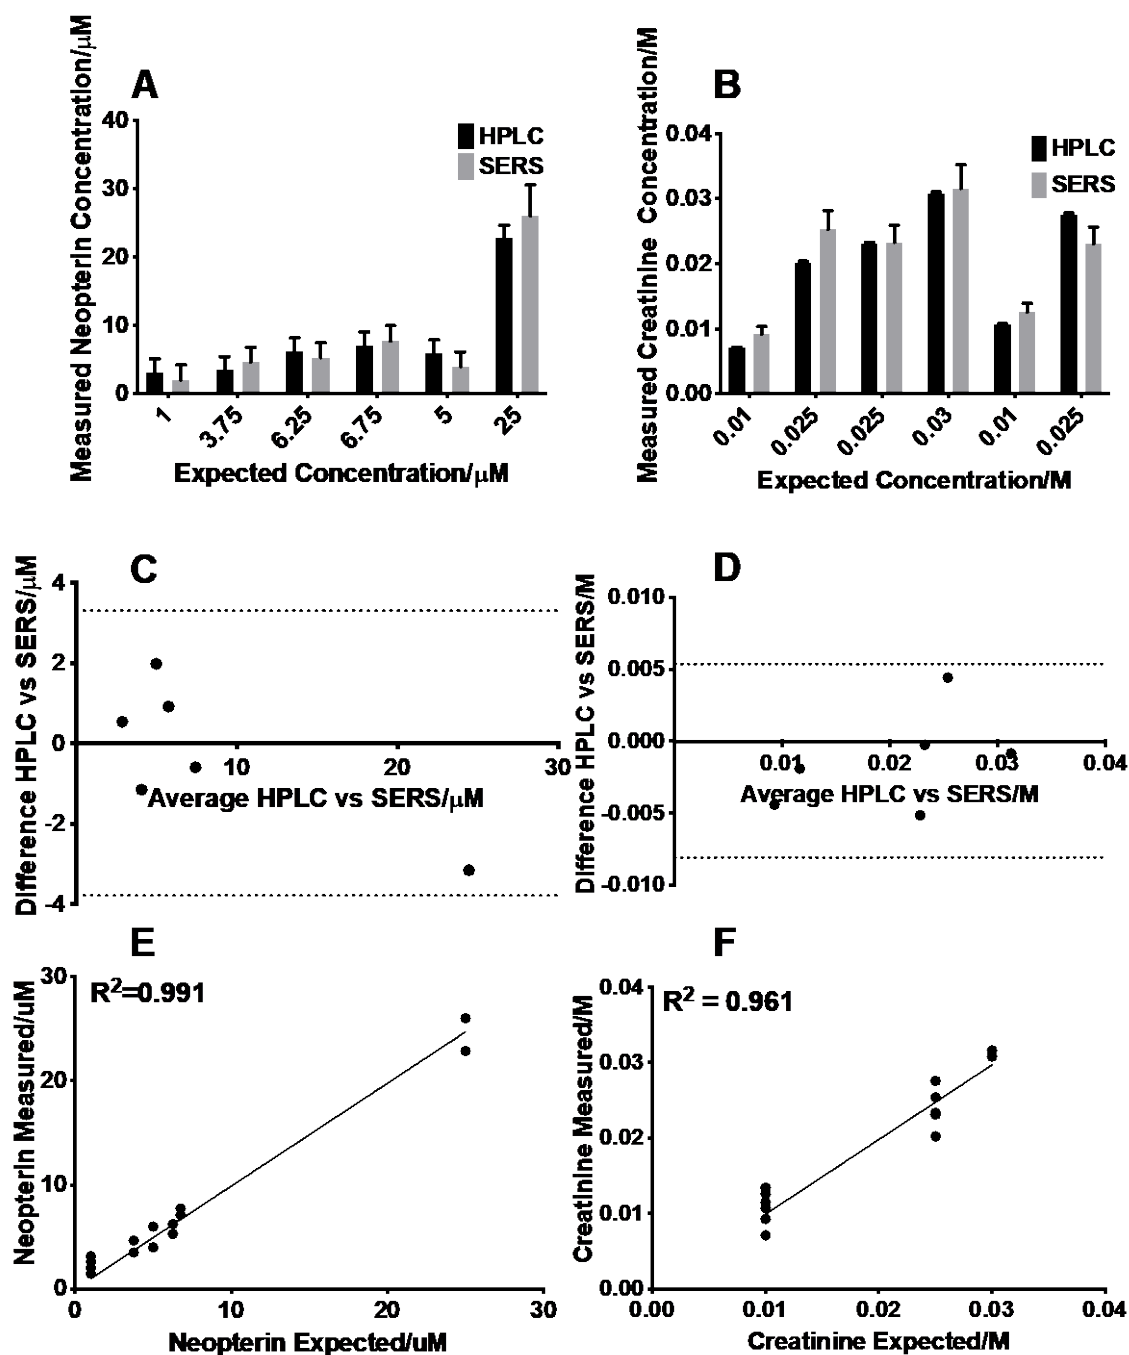 A
Measured Neopterin Concentration/μM
40
30
20
10
0
HPLC
SERS
1
3.75
6.25
6.75
5
25
Expected Concentration/μM
B
Measured Creatinine Concentration/M
0.04
0.03
0.02
0.01
0.00
HPLC
SERS
0.01
0.025
0.025
0.03
0.01
0.025
Expected Concentration/M
C
Difference HPLC vs SERS/μM
4
2
0
-2
-4
10
20
30
Average HPLC vs SERS/μM
D
Difference HPLC vs SERS/M
0.010
0.005
0.000
-0.005
-0.010
0.01
0.02
0.03
0.04
Average HPLC vs SERS/M
E
Neopterin Measured/uM
R²=0.991
30
20
10
0
0
10
20
30
Neopterin Expected/uM
F
Creatinine Measured/M
R² = 0.961
0.04
0.03
0.02
0.01
0.00
0.00
0.01
0.02
0.03
0.04
Creatinine Expected/M